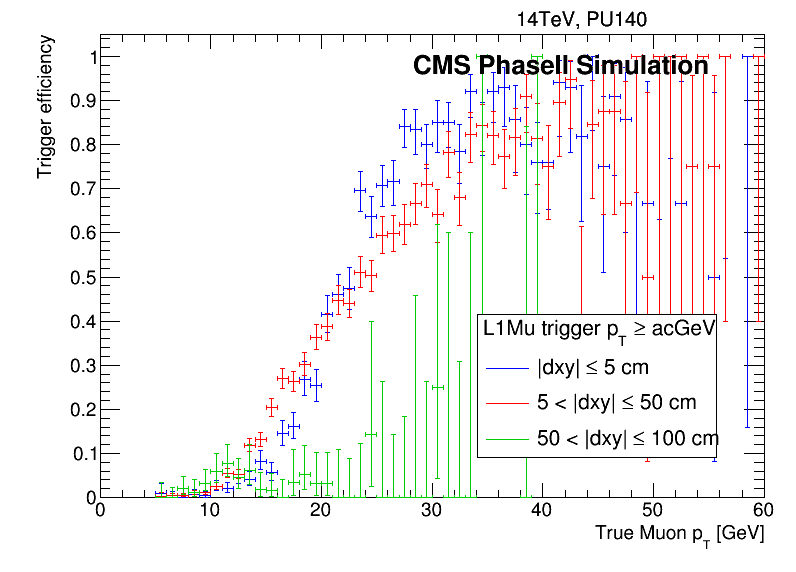 14TeV, PU140
CMS PhaseII Simulation
Trigger efficiency
1
0.9
0.8
0.7
0.6
0.5
0.4
0.3
0.2
0.1
0
L1Mu trigger p_T ≥ acGeV
|dxy| ≤ 5 cm
5 < |dxy| ≤ 50 cm
50 < |dxy| ≤ 100 cm
0 10 20 30 40 50 60
True Muon p_T [GeV]